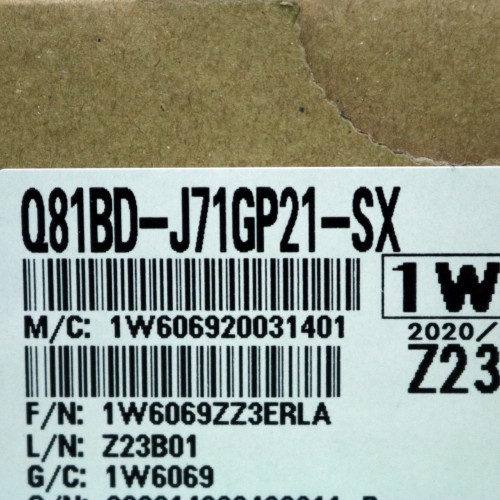 Q81BD-J71GP21-SX
1W
M/C: 1W606920031401
2020/
Z23
F/N: 1W6069ZZ3ERLA
L/N: Z23B01
G/C: 1W6069